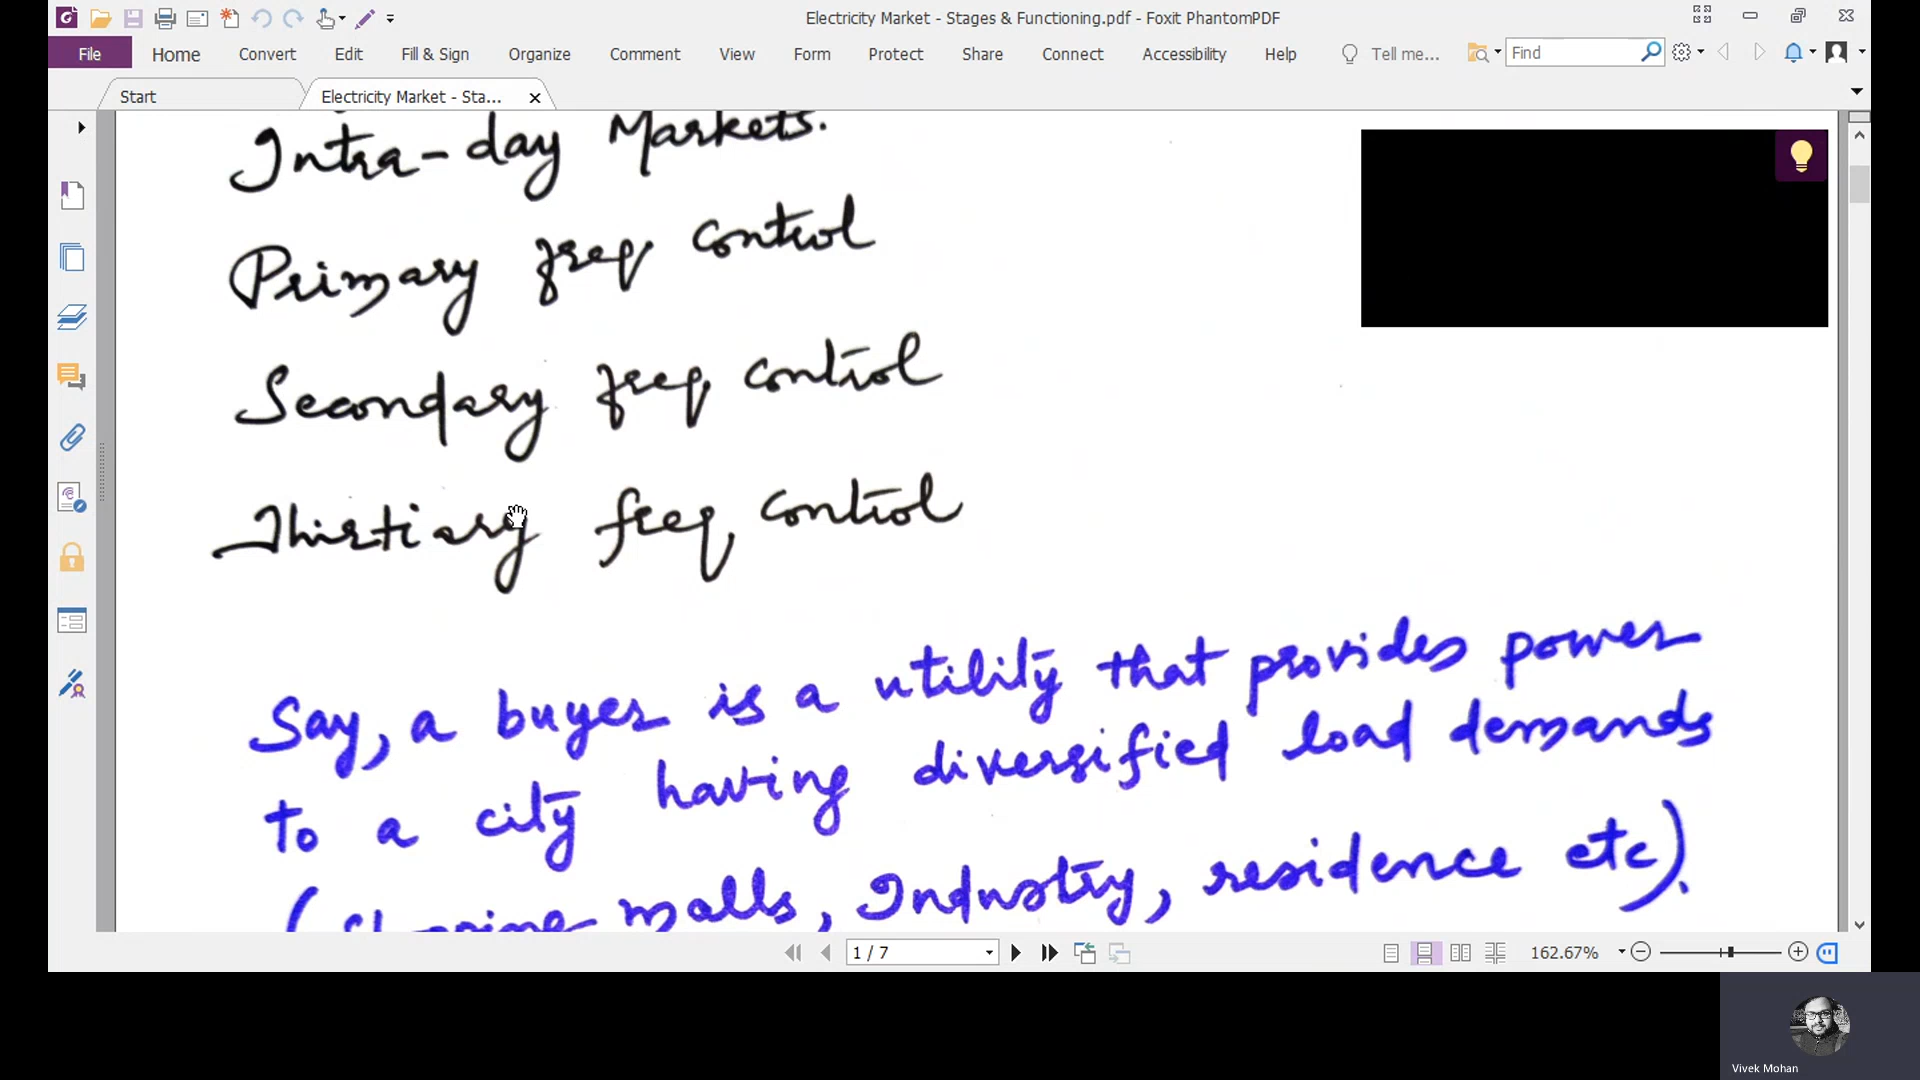 Electricity Market - Stages & Functioning.pdf - Foxit PhantomPDF
File Home Convert Edit Fill & Sign Organize Comment View Form Protect Share Connect Accessibility Help Tell me... Find
Start Electricity Market - Sta...
Intra-day Markets.
Primary freq control
Secondary freq control
Thirtiary freq control
Say, a buyer is a utility that provides power
to a city having diversified load demands
malls, Industry, residence etc).
1 / 7 162.67%
Vivek Mohan